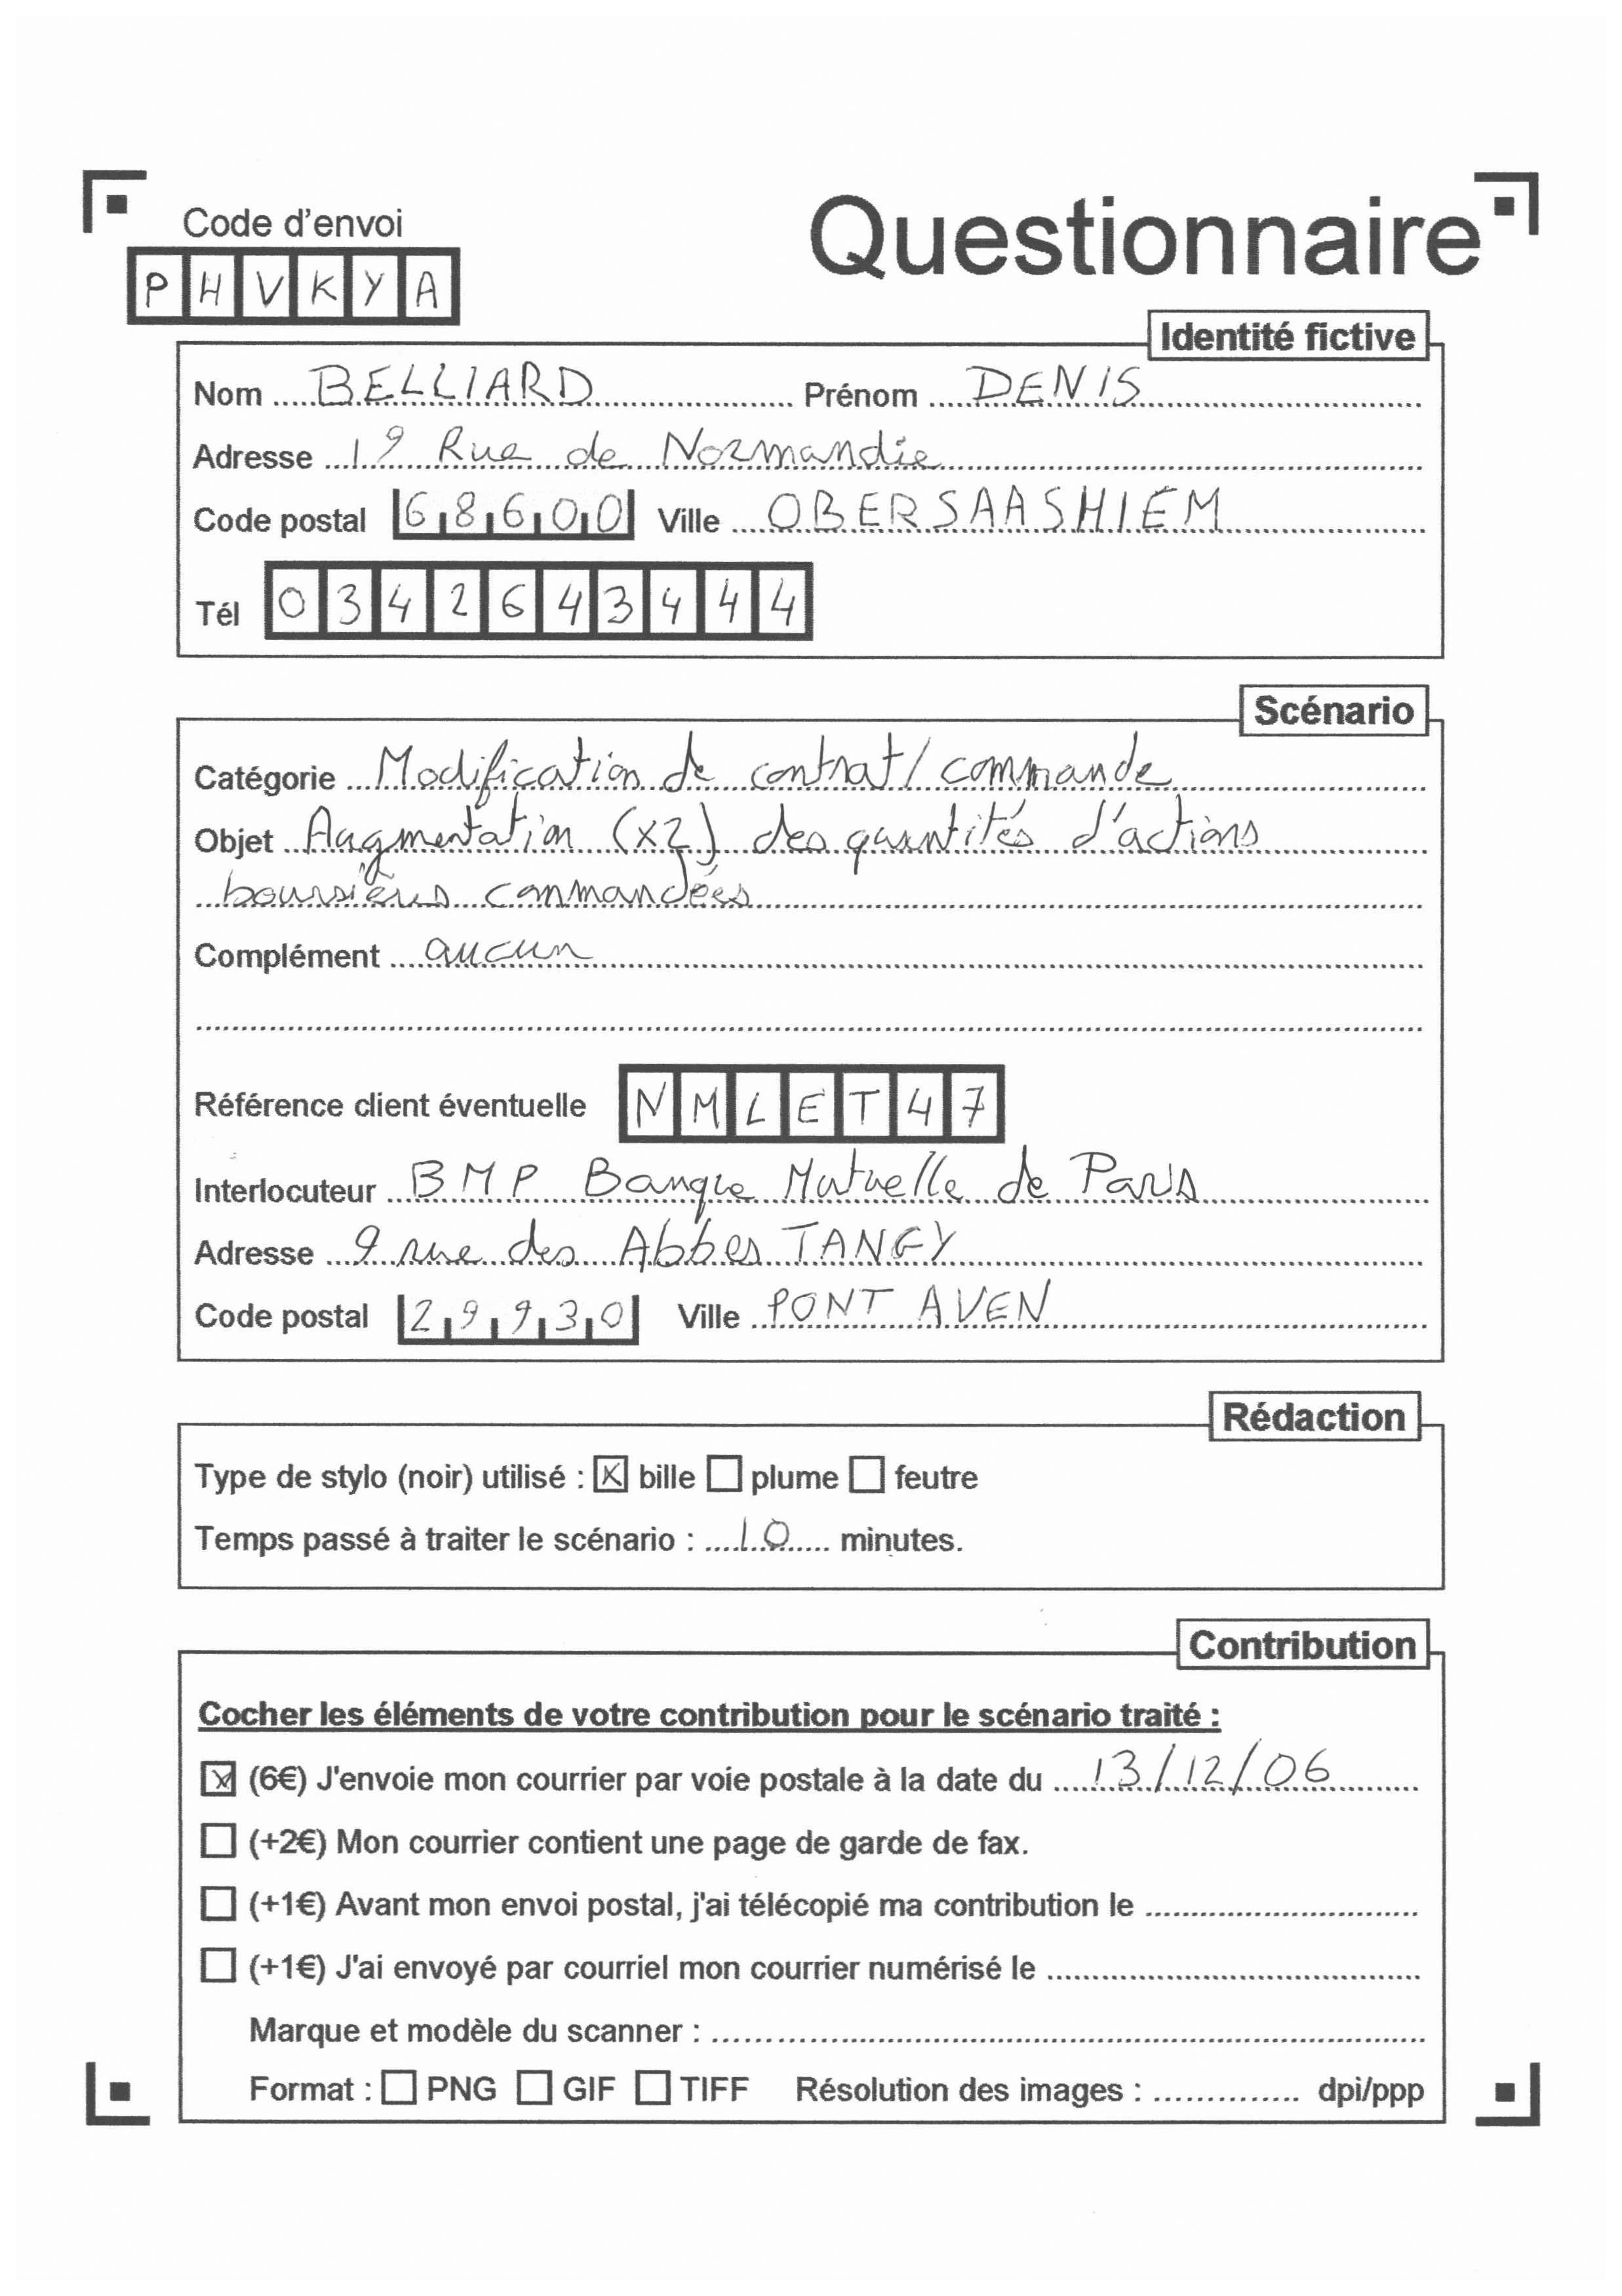 Code d'envoi
Questionnaire
P H V K Y A
Identité fictive
Nom BELLIARD Prénom DENIS
Adresse 19 Rue de Normandie
Code postal 68600 Ville OBERSAASHIEM
Tél 0342643444
Scénario
Catégorie Modification de contrat/commande
Objet Augmentation (x2) des quantités d'actions
boursières commandées
Complément aucun
Référence client éventuelle NMLET47
Interlocuteur BMP Banque Mutuelle de Paris
Adresse 9 rue des Abbes TANGY
Code postal 29930 Ville PONT AVEN
Rédaction
Type de stylo (noir) utilisé : ☒ bille ☐ plume ☐ feutre
Temps passé à traiter le scénario : 10 minutes.
Contribution
Cocher les éléments de votre contribution pour le scénario traité :
☒ (6€) J'envoie mon courrier par voie postale à la date du 13/12/06
☐ (+2€) Mon courrier contient une page de garde de fax.
☐ (+1€) Avant mon envoi postal, j'ai télécopié ma contribution le
☐ (+1€) J'ai envoyé par courriel mon courrier numérisé le
Marque et modèle du scanner :
Format : ☐ PNG ☐ GIF ☐ TIFF Résolution des images : dpi/ppp